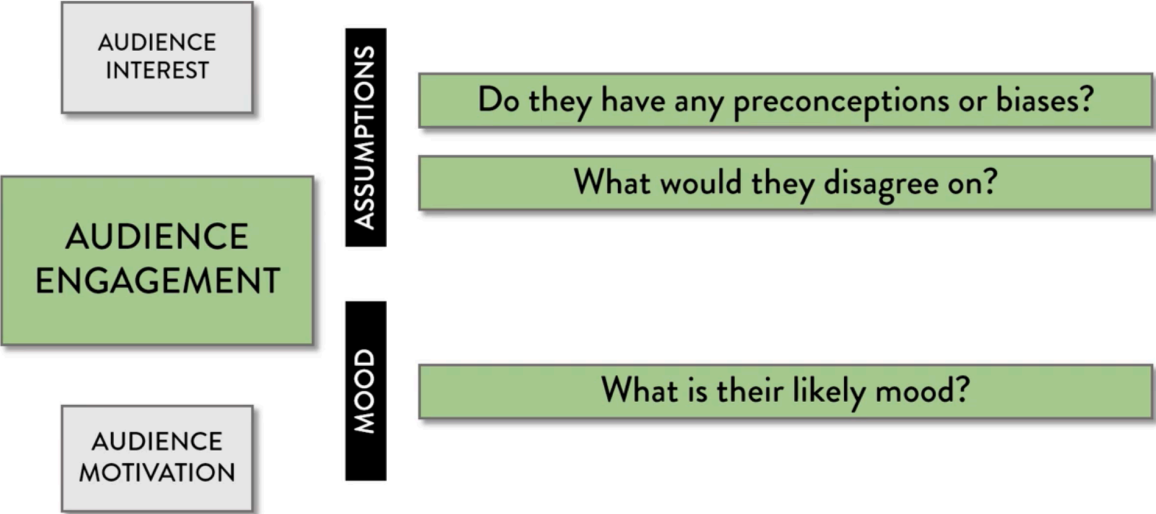 AUDIENCE
INTEREST
AUDIENCE
ENGAGEMENT
AUDIENCE
MOTIVATION
ASSUMPTIONS
Do they have any preconceptions or biases?
What would they disagree on?
MOOD
What is their likely mood?